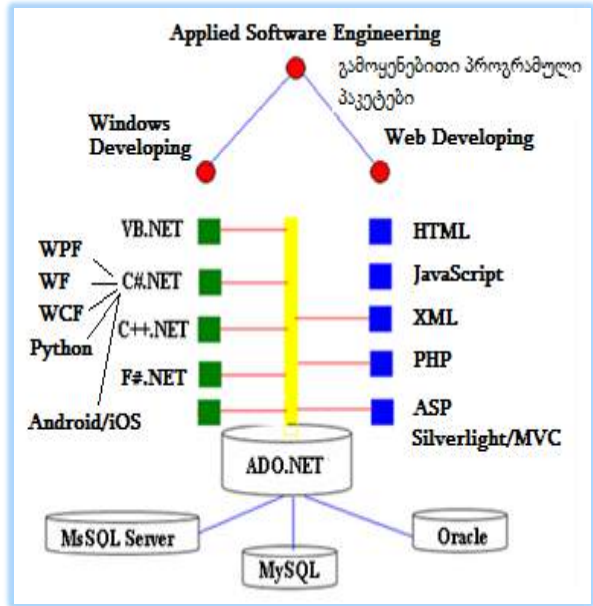 Applied Software Engineering
გამოყენებითი პროგრამული
პაკეტები
Windows
Developing
Web Developing
VB.NET
HTML
WPF
WF
C#.NET
JavaScript
WCF
C++.NET
XML
Python
F#.NET
PHP
Android/iOS
ASP
Silverlight/MVC
ADO.NET
MsSQL Server
MySQL
Oracle